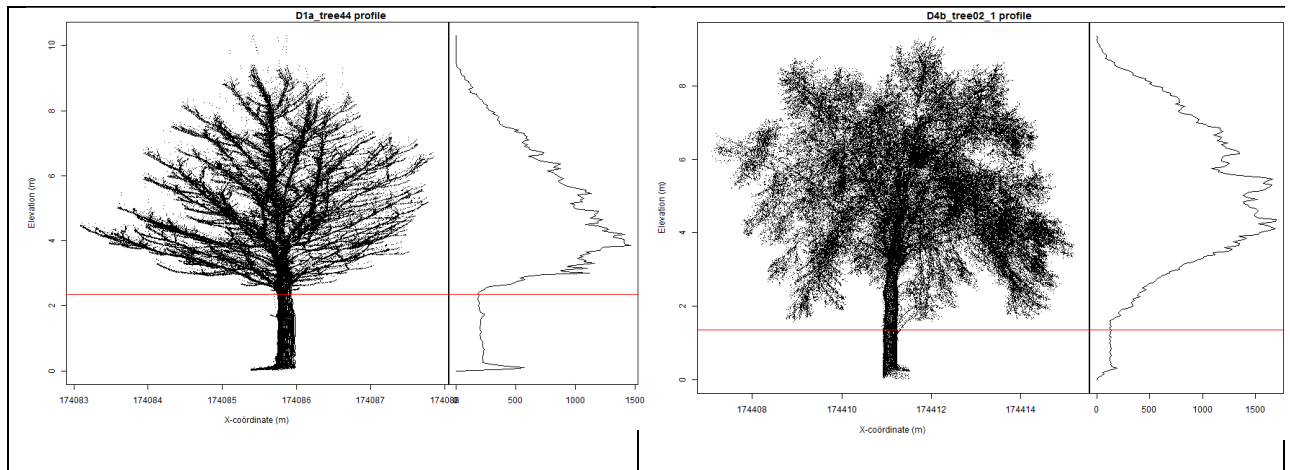 D1a_tree44 profile
10
8
6
4
2
0
Elevation (m)
174083 174084 174085 174086 174087
0 500 1000 1500
X-coördinate (m)
D4b_tree02_1 profile
8
6
4
2
0
Elevation (m)
174408 174410 174412 174414
0 500 1000 1500
X-coördinate (m)